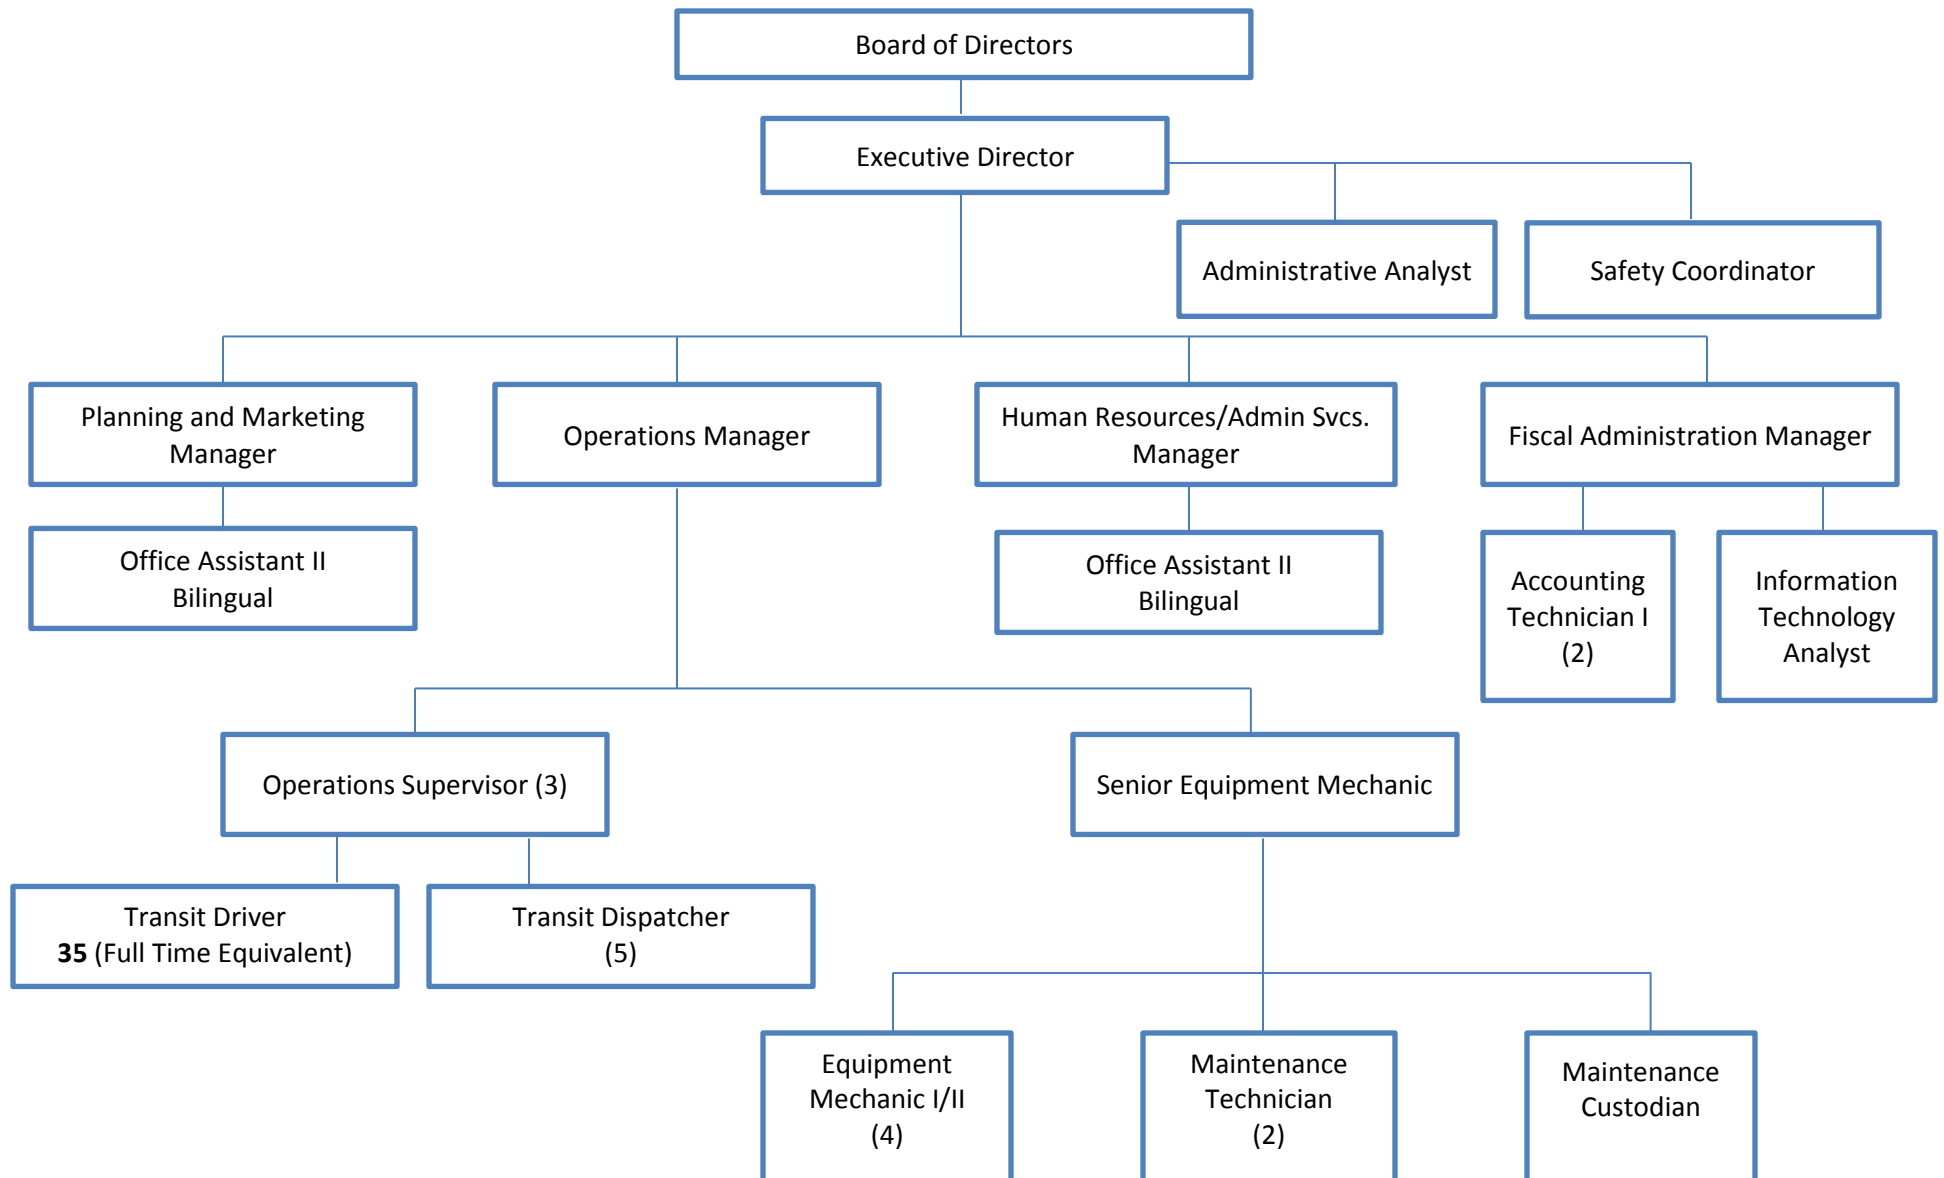 Board of Directors
Executive Director
Administrative Analyst
Safety Coordinator
Planning and Marketing
Manager
Operations Manager
Human Resources/Admin Svcs.
Manager
Fiscal Administration Manager
Office Assistant II
Bilingual
Office Assistant II
Bilingual
Accounting
Technician I
(2)
Information
Technology
Analyst
Operations Supervisor (3)
Senior Equipment Mechanic
Transit Driver
35 (Full Time Equivalent)
Transit Dispatcher
(5)
Equipment
Mechanic I/II
(4)
Maintenance
Technician
(2)
Maintenance
Custodian